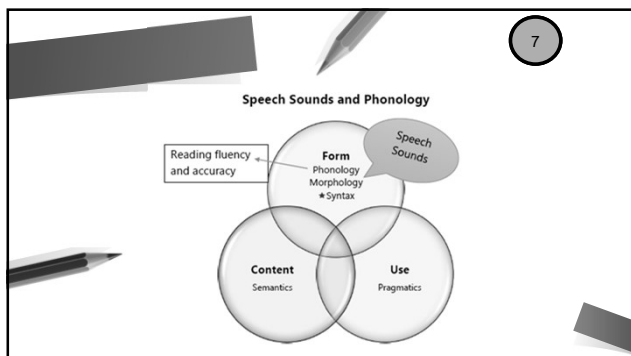 7
Speech Sounds and Phonology
Speech
Sounds
Reading fluency
and accuracy
Form
Phonology
Morphology
★Syntax
Content
Semantics
Use
Pragmatics